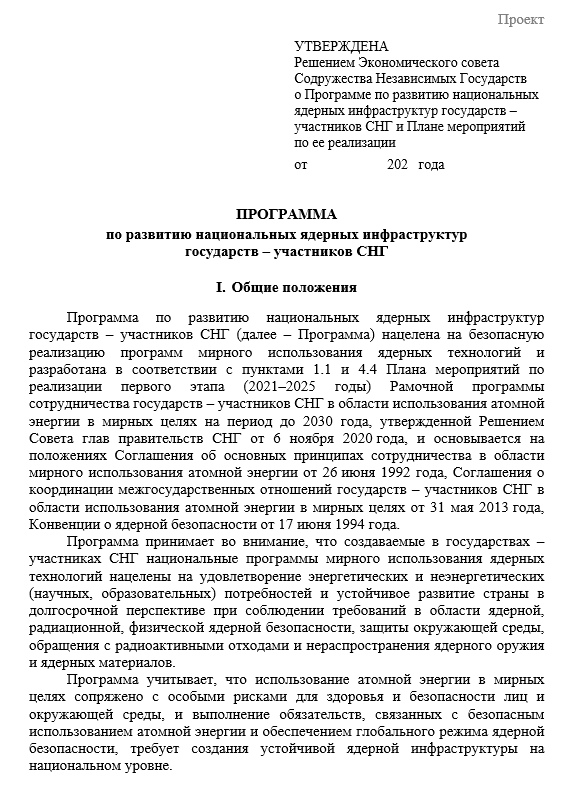 Проект
УТВЕРЖДЕНА
Решением Экономического совета
Содружества Независимых Государств
о Программе по развитию национальных
ядерных инфраструктур государств –
участников СНГ и Плане мероприятий
по ее реализации
от 202 года
ПРОГРАММА
по развитию национальных ядерных инфраструктур
государств – участников СНГ
I. Общие положения
Программа по развитию национальных ядерных инфраструктур
государств – участников СНГ (далее – Программа) нацелена на безопасную
реализацию программ мирного использования ядерных технологий и
разработана в соответствии с пунктами 1.1 и 4.4 Плана мероприятий по
реализации первого этапа (2021–2025 годы) Рамочной программы
сотрудничества государств – участников СНГ в области использования атомной
энергии в мирных целях на период до 2030 года, утвержденной Решением
Совета глав правительств СНГ от 6 ноября 2020 года, и основывается на
положениях Соглашения об основных принципах сотрудничества в области
мирного использования атомной энергии от 26 июня 1992 года, Соглашения о
координации межгосударственных отношений государств – участников СНГ в
области использования атомной энергии в мирных целях от 31 мая 2013 года,
Конвенции о ядерной безопасности от 17 июня 1994 года.
Программа принимает во внимание, что создаваемые в государствах –
участниках СНГ национальные программы мирного использования ядерных
технологий нацелены на удовлетворение энергетических и неэнергетических
(научных, образовательных) потребностей и устойчивое развитие страны в
долгосрочной перспективе при соблюдении требований в области ядерной,
радиационной, физической ядерной безопасности, защиты окружающей среды,
обращения с радиоактивными отходами и нераспространения ядерного оружия
и ядерных материалов.
Программа учитывает, что использование атомной энергии в мирных
целях сопряжено с особыми рисками для здоровья и безопасности лиц и
окружающей среды, и выполнение обязательств, связанных с безопасным
использованием атомной энергии и обеспечением глобального режима ядерной
безопасности, требует создания устойчивой ядерной инфраструктуры на
национальном уровне.